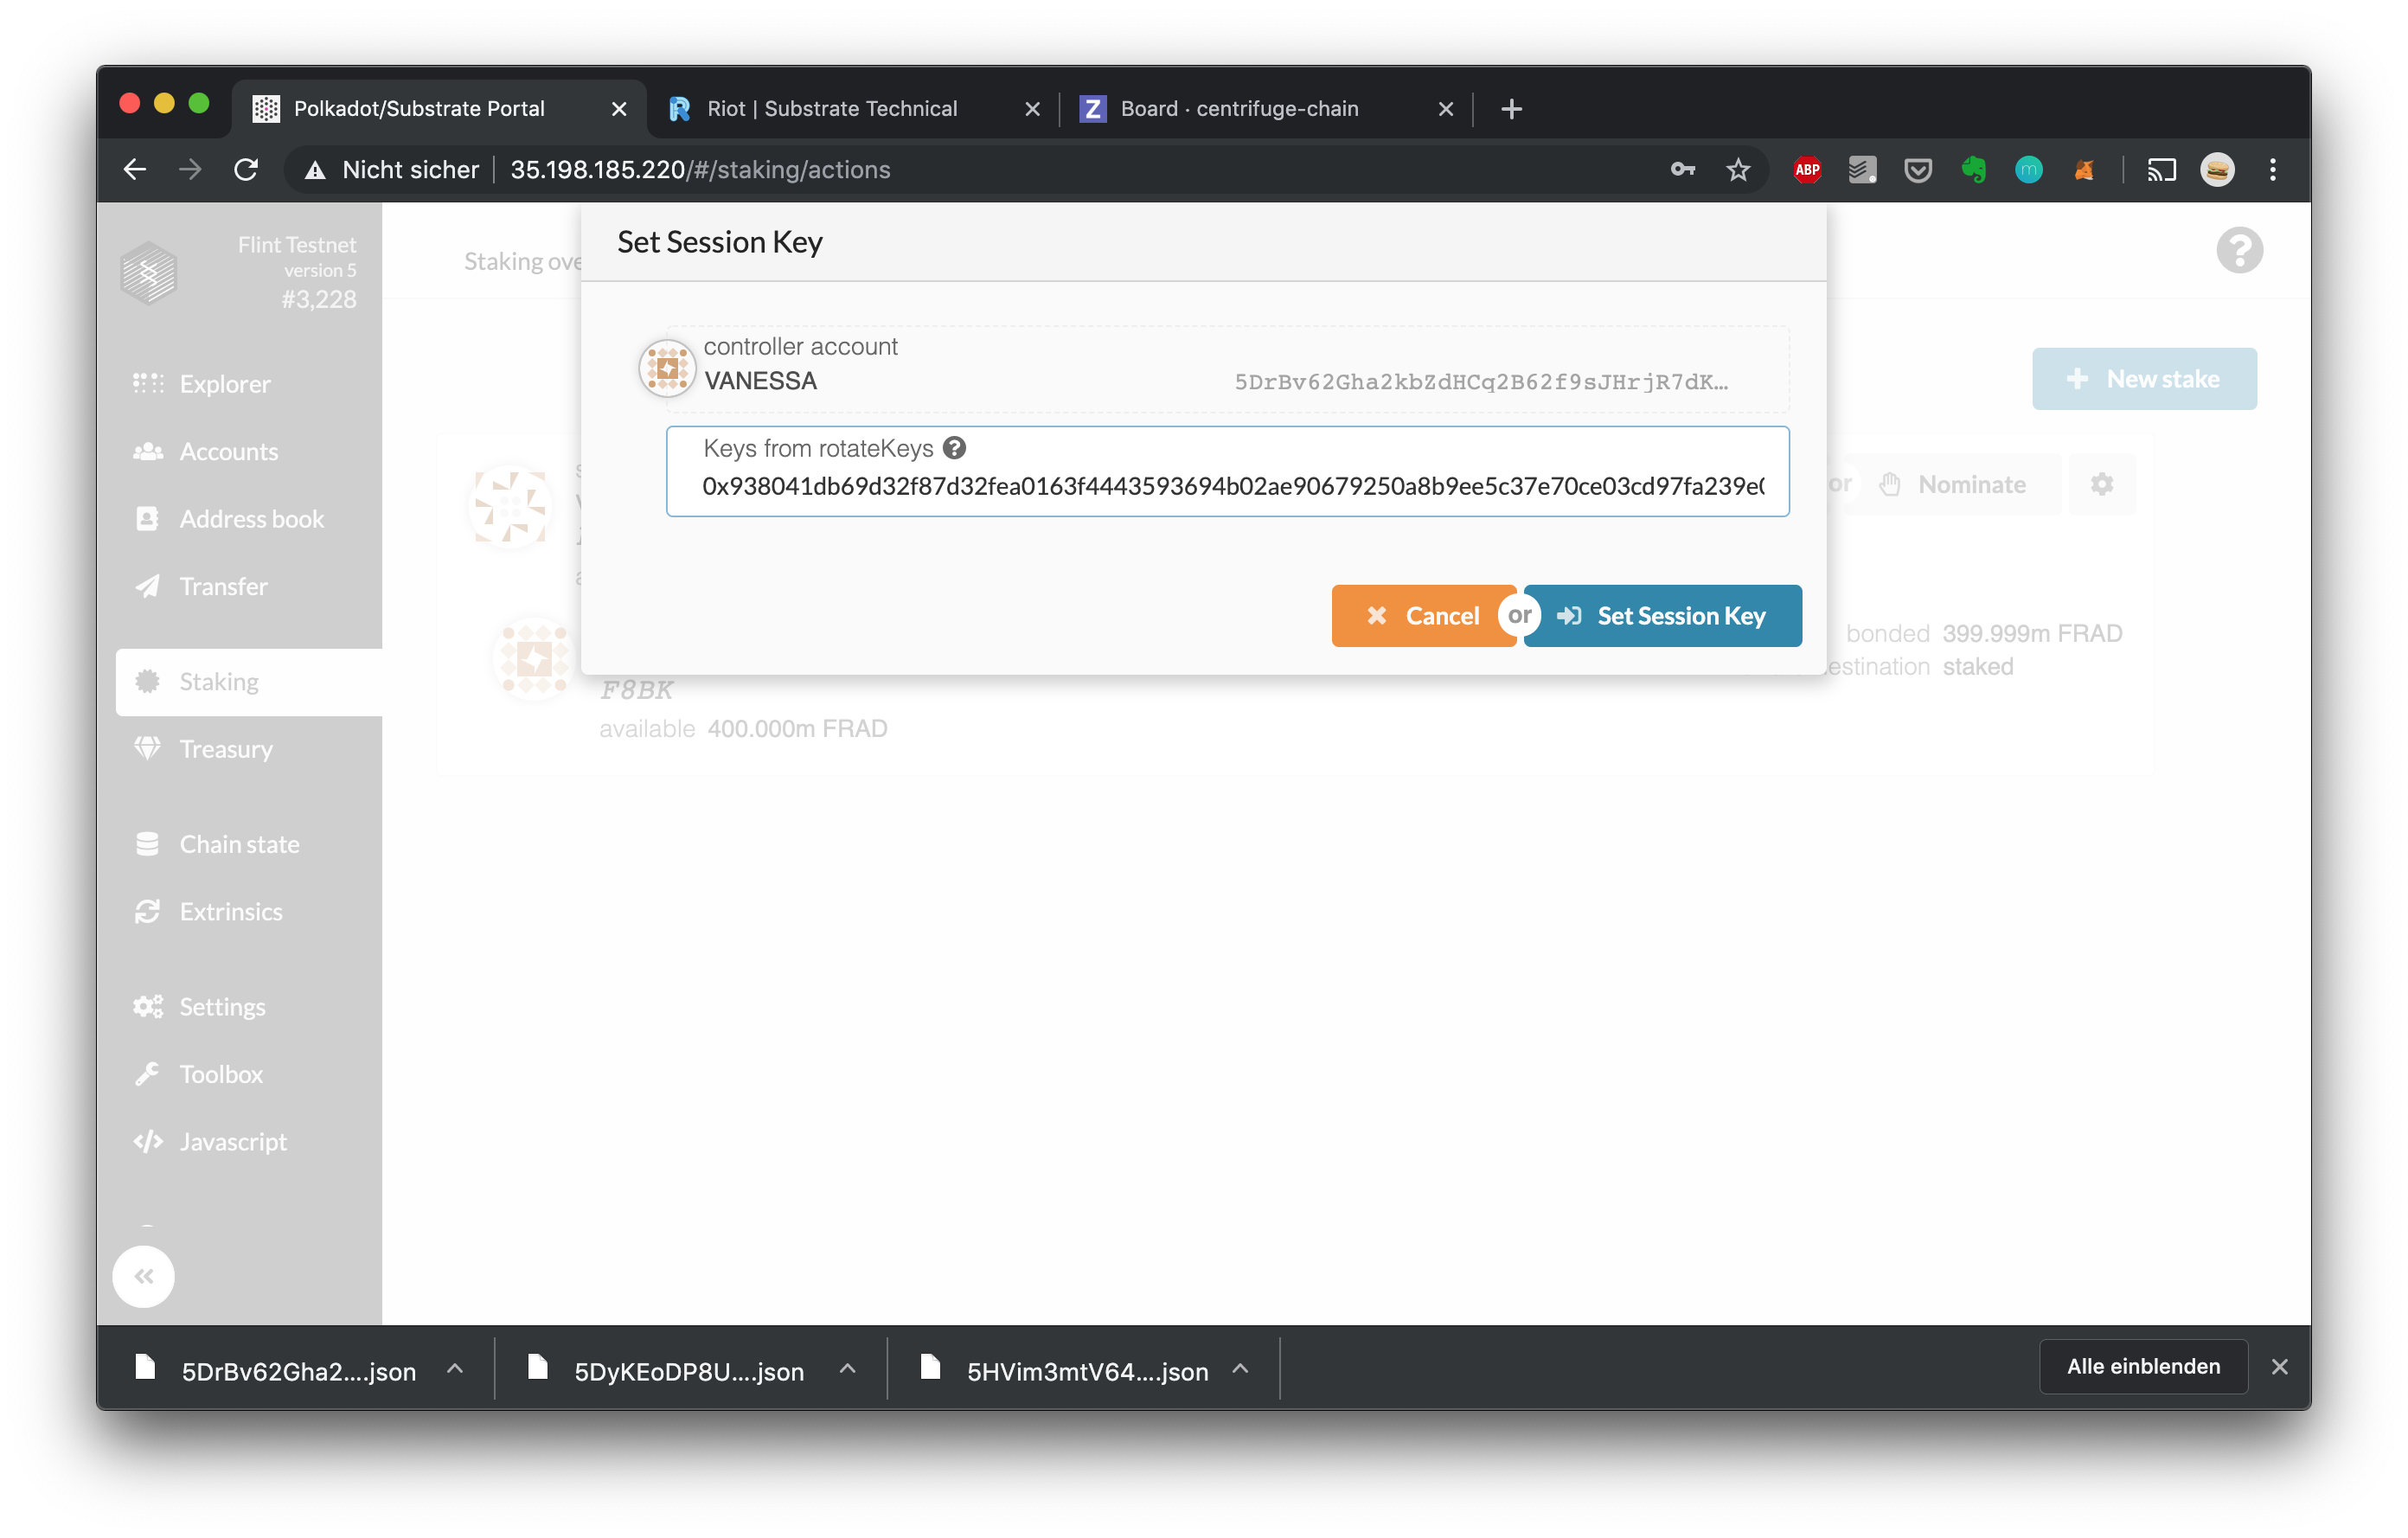 Polkadot/Substrate Portal
Riot | Substrate Technical
Board · centrifuge-chain
Nicht sicher
35.198.185.220/#/staking/actions
ABP
Flint Testnet
version 5
#3,228
Explorer
Accounts
Address book
Transfer
Staking
Treasury
Chain state
Extrinsics
Settings
Toolbox
Javascript
Staking ove
New stake
or
Nominate
Set Session Key
controller account
VANESSA
5DrBv62Gha2kbZdHCq2B62f9sJHrjR7dK...
Keys from rotateKeys
0x938041db69d32f87d32fea0163f4443593694b02ae90679250a8b9ee5c37e70ce03cd97fa239e
Cancel
or
Set Session Key
bonded 399.999m FRAD
estination staked
F8BK
available 400.000m FRAD
5DrBv62Gha2....json
5DyKEoDP8U....json
5HVim3mtV64....json
Alle einblenden